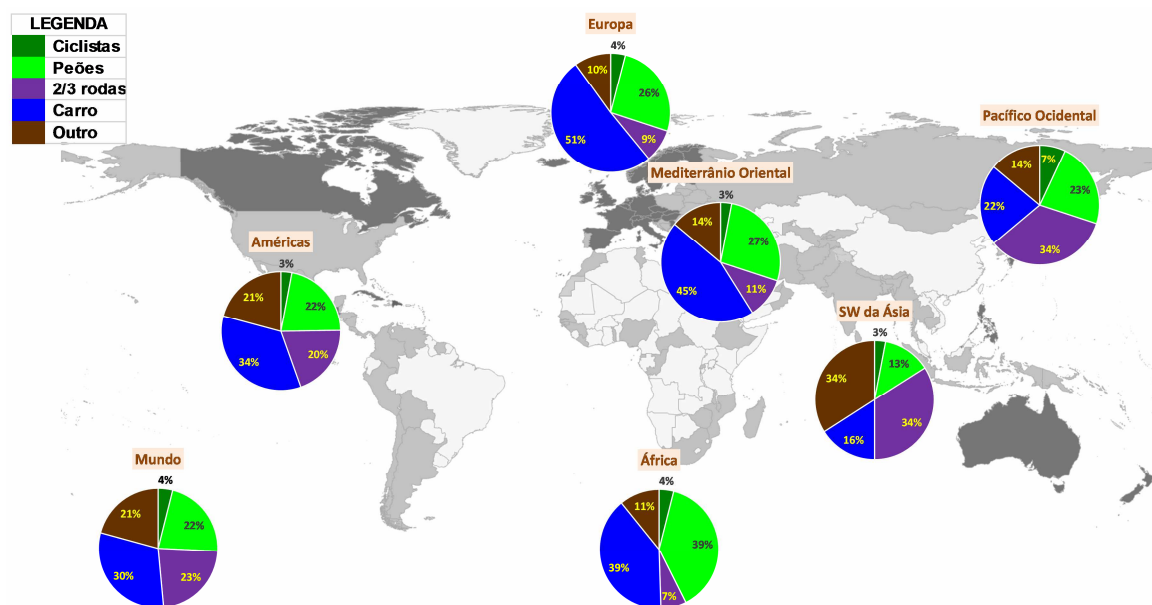 LEGENDA
Ciclistas
Peões
2/3 rodas
Carro
Outro
Europa
4%
26%
9%
51%
10%
Pacífico Ocidental
7%
23%
34%
22%
14%
Mediterrânio Oriental
3%
27%
11%
45%
14%
Américas
3%
22%
20%
34%
21%
SW da Ásia
3%
13%
34%
16%
34%
Mundo
4%
22%
23%
30%
21%
África
4%
39%
7%
39%
11%